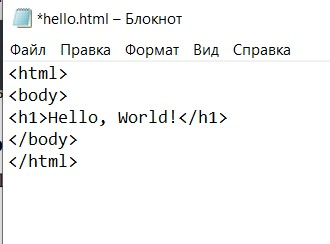 *hello.html – Блокнот
Файл Правка Формат Вид Справка
<html>
<body>
<h1>Hello, World!</h1>
</body>
</html>